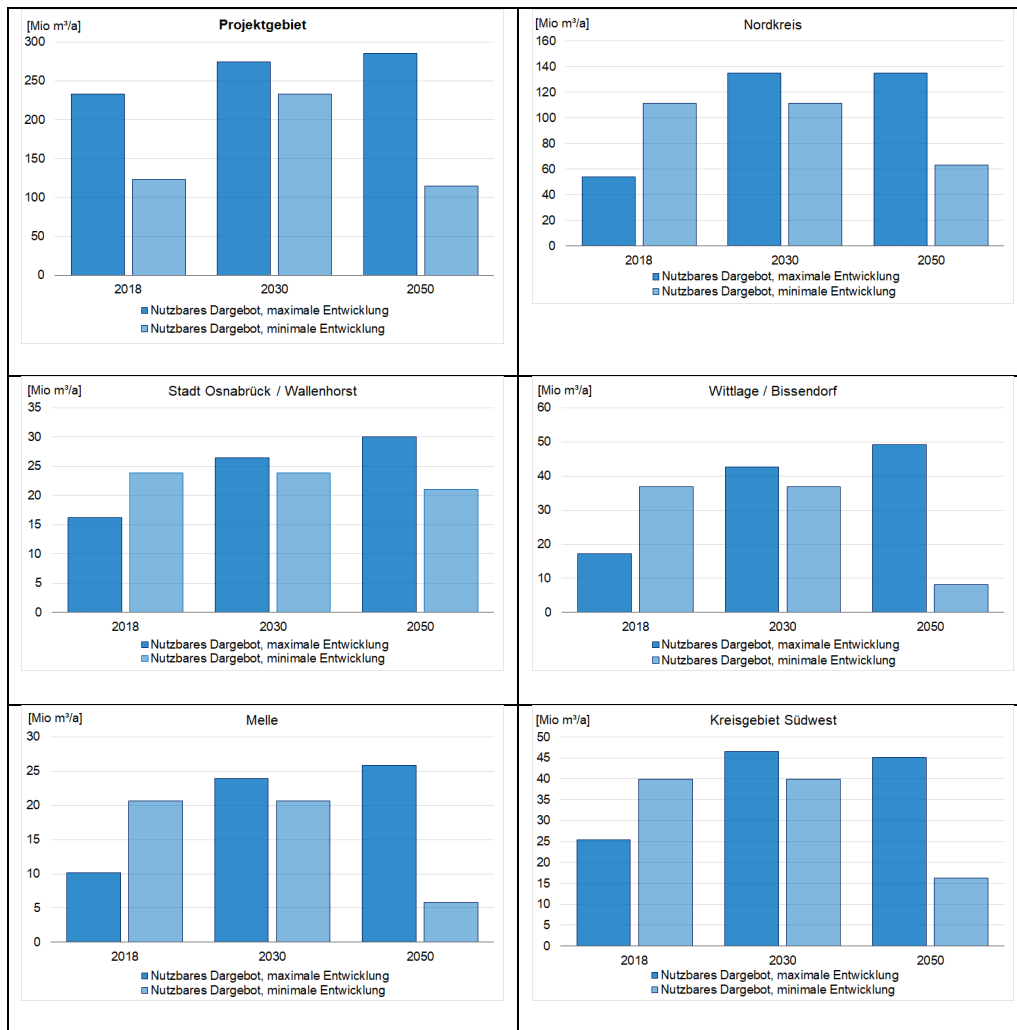 [Mio m³/a]
Projektgebiet
300
250
200
150
100
50
0
2018 2030 2050
Nutzbares Dargebot, maximale Entwicklung
Nutzbares Dargebot, minimale Entwicklung
[Mio m³/a]
Nordkreis
160
140
120
100
80
60
40
20
0
2018 2030 2050
Nutzbares Dargebot, maximale Entwicklung
Nutzbares Dargebot, minimale Entwicklung
[Mio m³/a]
Stadt Osnabrück / Wallenhorst
35
30
25
20
15
10
5
0
2018 2030 2050
Nutzbares Dargebot, maximale Entwicklung
Nutzbares Dargebot, minimale Entwicklung
[Mio m³/a]
Wittlage / Bissendorf
60
50
40
30
20
10
0
2018 2030 2050
Nutzbares Dargebot, maximale Entwicklung
Nutzbares Dargebot, minimale Entwicklung
[Mio m³/a]
Melle
30
25
20
15
10
5
0
2018 2030 2050
Nutzbares Dargebot, maximale Entwicklung
Nutzbares Dargebot, minimale Entwicklung
[Mio m³/a]
Kreisgebiet Südwest
50
45
40
35
30
25
20
15
10
5
0
2018 2030 2050
Nutzbares Dargebot, maximale Entwicklung
Nutzbares Dargebot, minimale Entwicklung